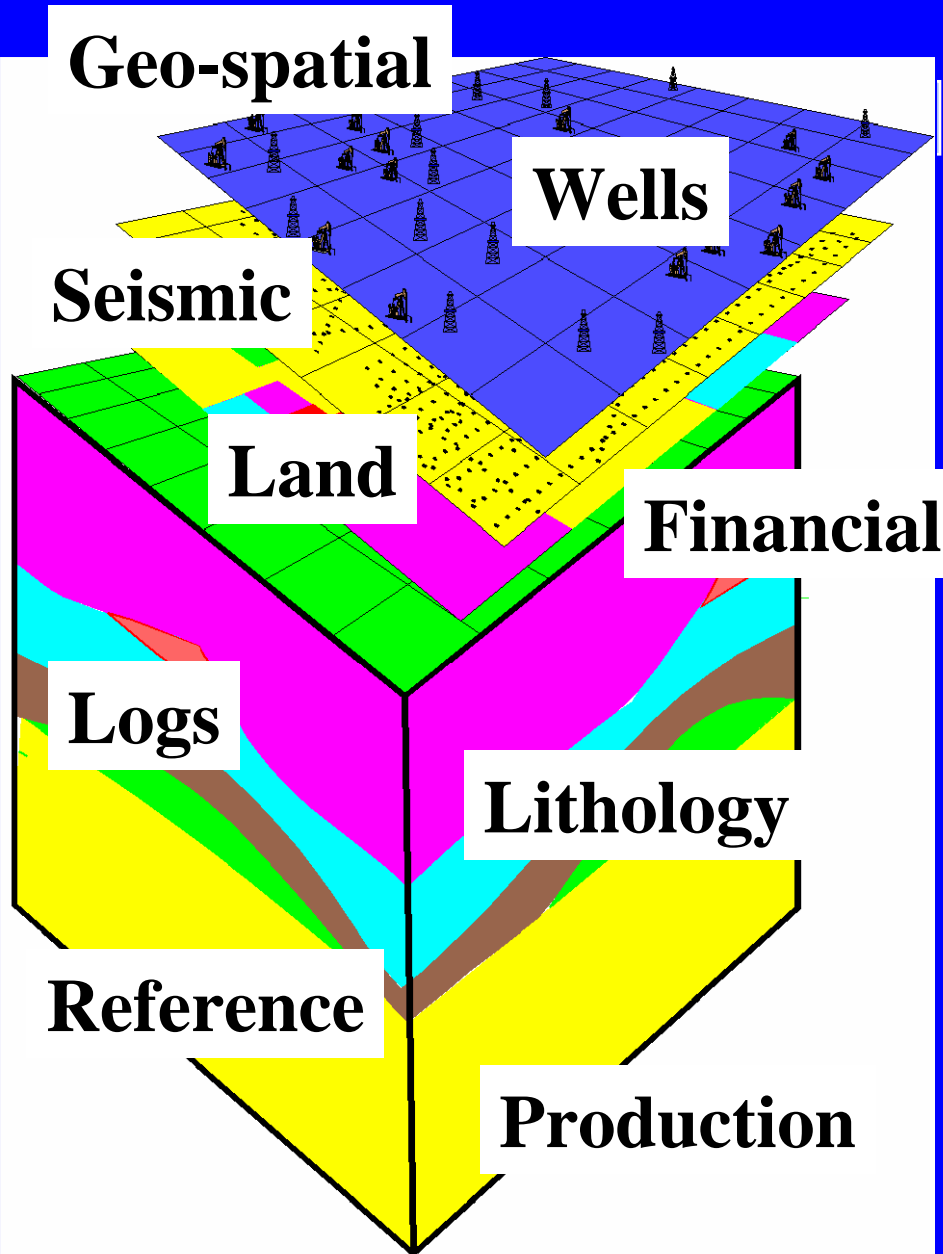 Geo-spatial
Wells
Seismic
Land
Financial
Logs
Lithology
Reference
Production